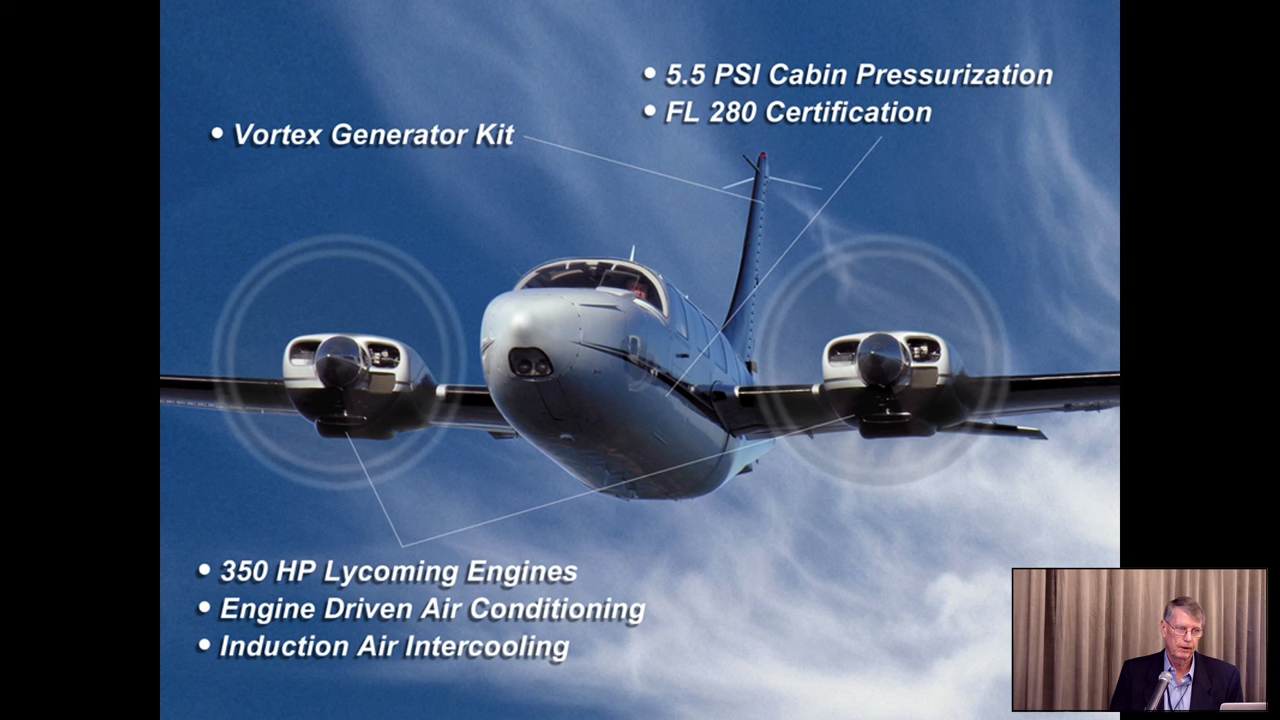 • 5.5 PSI Cabin Pressurization
• FL 280 Certification
• Vortex Generator Kit
• 350 HP Lycoming Engines
• Engine Driven Air Conditioning
• Induction Air Intercooling